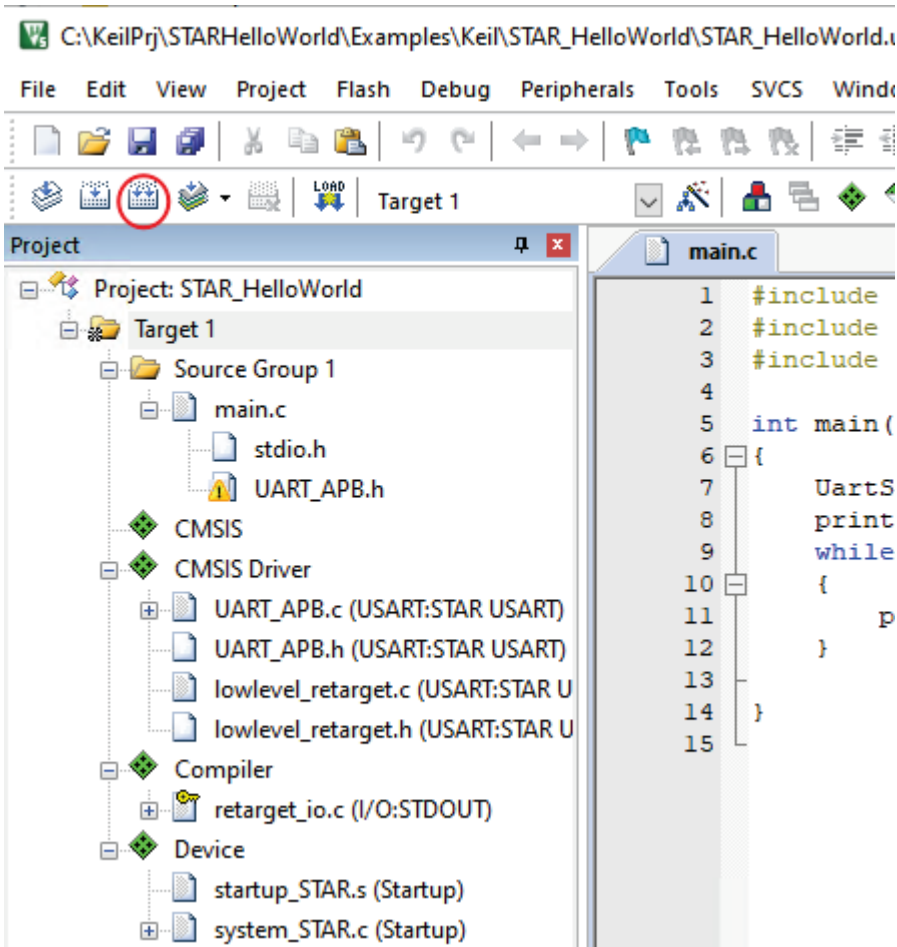 C:\KeilPrj\STARHelloWorld\Examples\Keil\STAR_HelloWorld\STAR_HelloWorld.u
File Edit View Project Flash Debug Peripherals Tools SVCS Windo
LOAD Target 1
Project
main.c
Project: STAR_HelloWorld
Target 1
Source Group 1
main.c
stdio.h
UART_APB.h
CMSIS
CMSIS Driver
UART_APB.c (USART:STAR USART)
UART_APB.h (USART:STAR USART)
lowlevel_retarget.c (USART:STAR U
lowlevel_retarget.h (USART:STAR U
Compiler
retarget_io.c (I/O:STDOUT)
Device
startup_STAR.s (Startup)
system_STAR.c (Startup)
1 #include
2 #include
3 #include
4
5 int main(
6 {
7 UartS
8 print
9 while
10 {
11 p
12 }
13
14 }
15